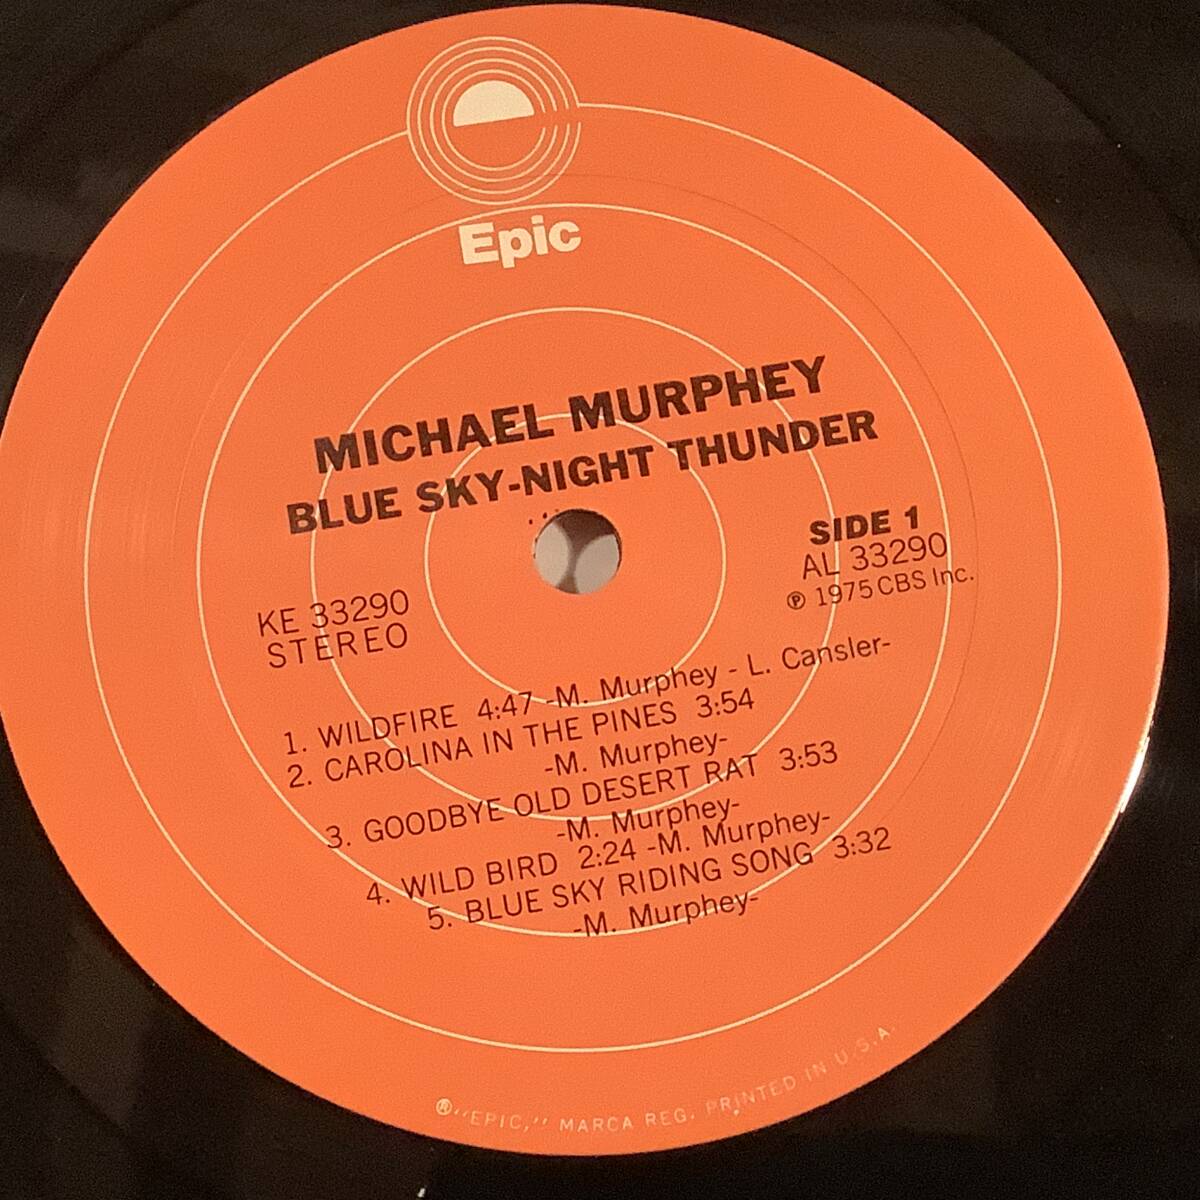 Epic
MICHAEL MURPHEY
BLUE SKY-NIGHT THUNDER
SIDE 1
AL 33290
℗ 1975 CBS Inc.
KE 33290
STEREO
1. WILDFIRE 4:47 -M. Murphey - L. Cansler-
2. CAROLINA IN THE PINES 3:54
-M. Murphey-
3. GOODBYE OLD DESERT RAT 3:53
-M. Murphey-
4. WILD BIRD 2:24 -M. Murphey-
5. BLUE SKY RIDING SONG 3:32
-M. Murphey-
® "EPIC," MARCA REG. PRINTED IN U.S.A.